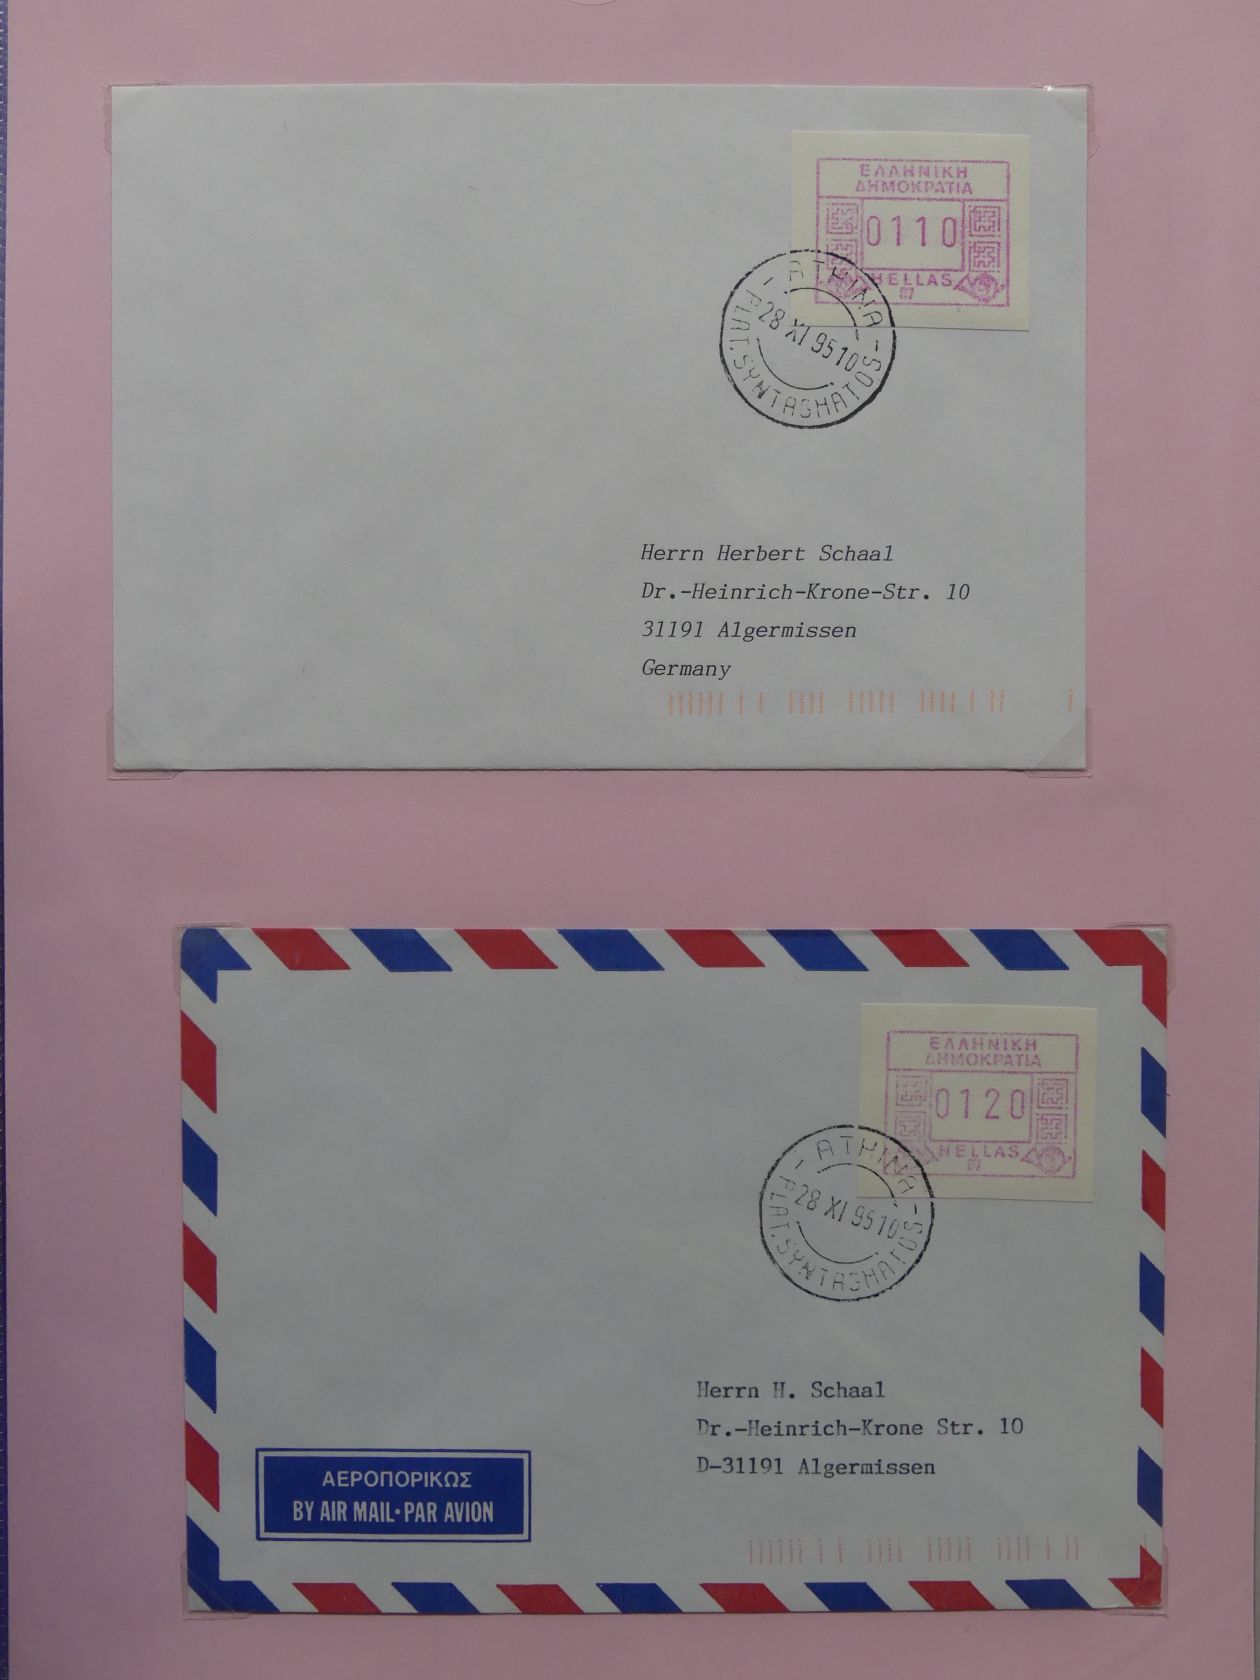 ΕΛΛΗΝΙΚΗ
ΔΗΜΟΚΡΑΤΙΑ
0110
HELLAS
- ATHINA -
28 XI 95 10
PLAT. SYNTAGMATOS
Herrn Herbert Schaal
Dr.-Heinrich-Krone-Str. 10
31191 Algermissen
Germany
ΕΛΛΗΝΙΚΗ
ΔΗΜΟΚΡΑΤΙΑ
0120
HELLAS
- ATHINA -
28 XI 95 10
PLAT. SYNTAGMATOS
Herrn H. Schaal
Dr.-Heinrich-Krone Str. 10
D-31191 Algermissen
ΑΕΡΟΠΟΡΙΚΩΣ
BY AIR MAIL·PAR AVION